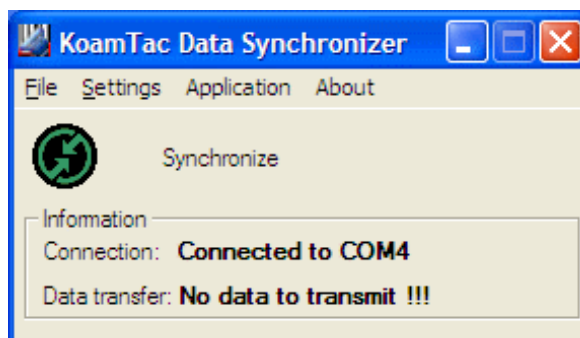 KoamTac Data Synchronizer
File Settings Application About
Synchronize
Information
Connection: Connected to COM4
Data transfer: No data to transmit !!!